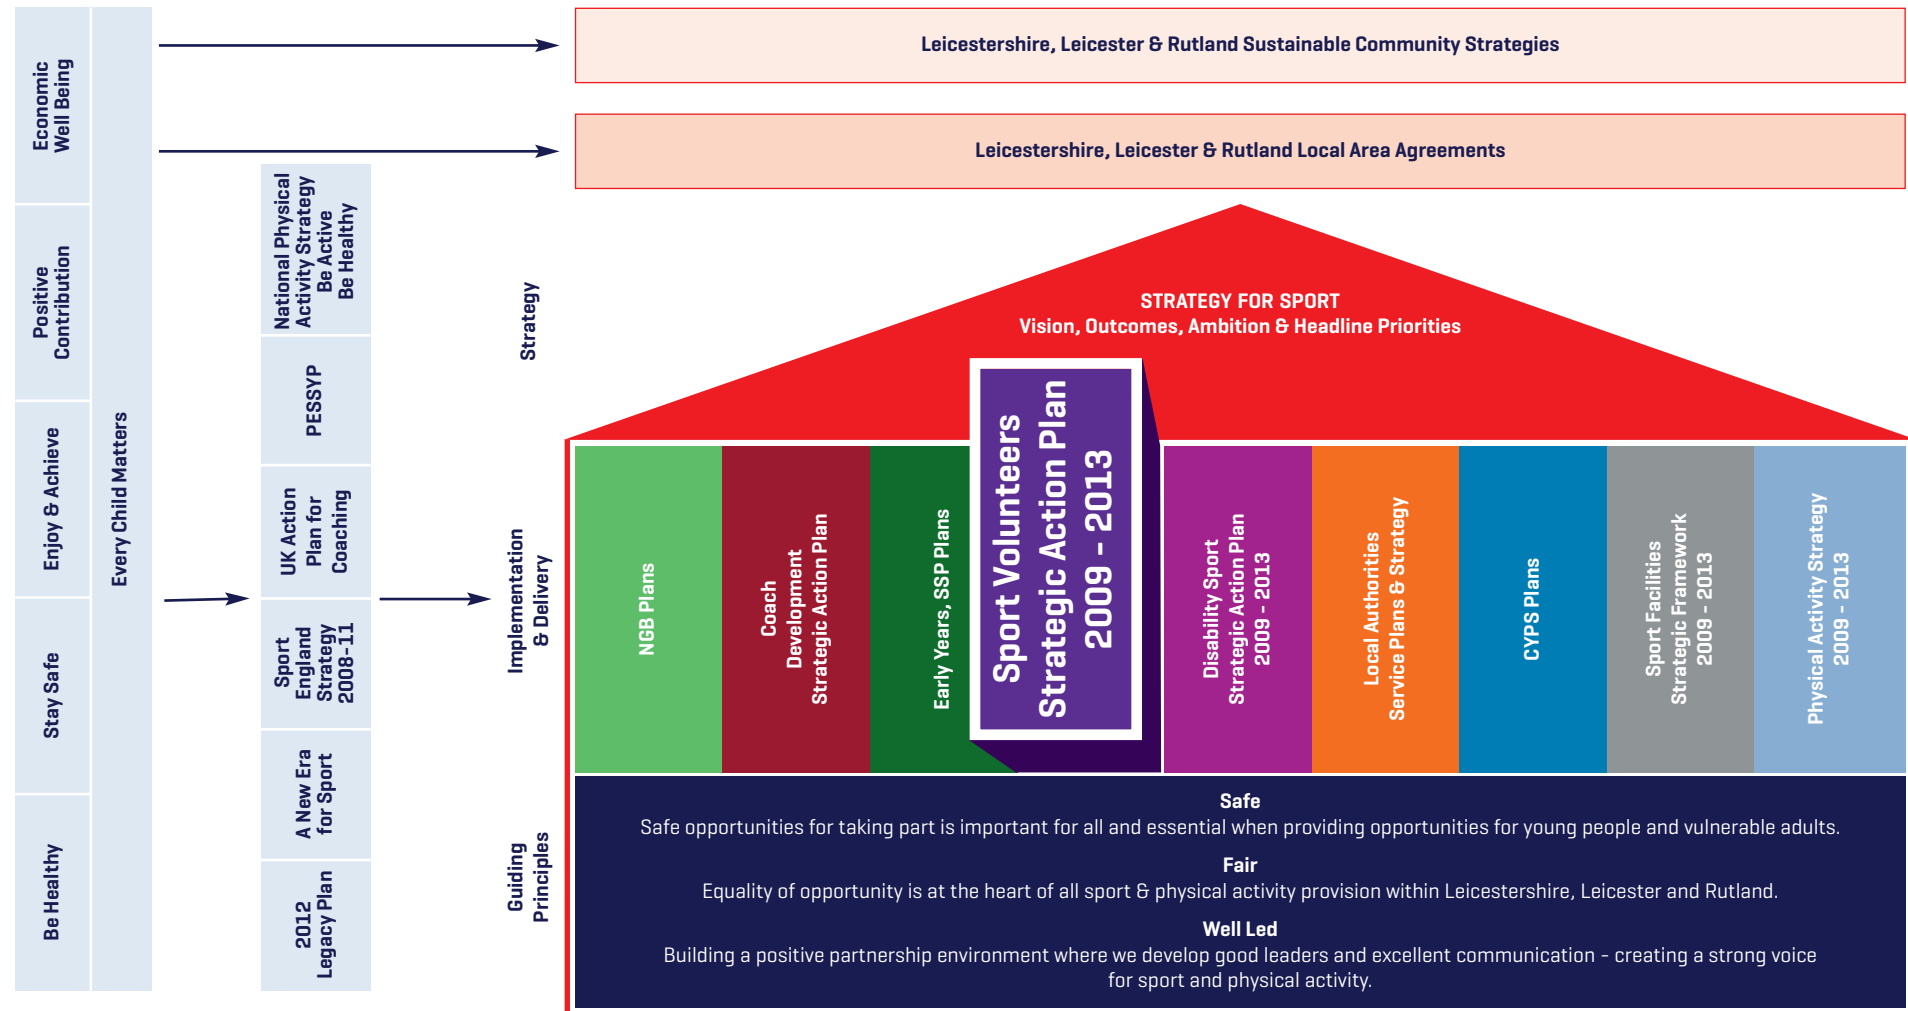 Economic
Well Being
Positive
Contribution
Enjoy & Achieve
Stay Safe
Be Healthy
Every Child Matters
National Physical
Activity Strategy
Be Active
Be Healthy
PESSYP
UK Action
Plan for
Coaching
Sport
England
Strategy
2008-11
A New Era
for Sport
2012
Legacy Plan
Strategy
Implementation
& Delivery
Guiding
Principles
Leicestershire, Leicester & Rutland Sustainable Community Strategies
Leicestershire, Leicester & Rutland Local Area Agreements
STRATEGY FOR SPORT
Vision, Outcomes, Ambition & Headline Priorities
NGB Plans
Coach
Development
Strategic Action Plan
Early Years, SSP Plans
Sport Volunteers
Strategic Action Plan
2009 - 2013
Disability Sport
Strategic Action Plan
2009 - 2013
Local Authorities
Service Plans & Strategy
CYPS Plans
Sport Facilities
Strategic Framework
2009 - 2013
Physical Activity Strategy
2009 - 2013
Safe
Safe opportunities for taking part is important for all and essential when providing opportunities for young people and vulnerable adults.
Fair
Equality of opportunity is at the heart of all sport & physical activity provision within Leicestershire, Leicester and Rutland.
Well Led
Building a positive partnership environment where we develop good leaders and excellent communication - creating a strong voice
for sport and physical activity.